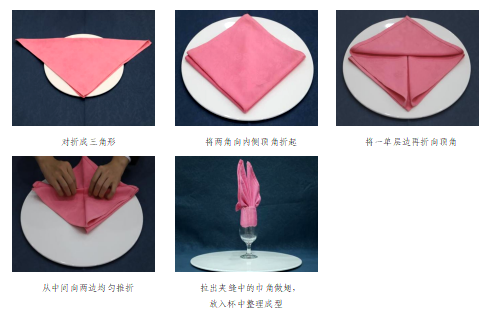 对折成三角形
将两角向内侧顶角折起
将一单层边再折向顶角
从中间向两边均匀推折
拉出夹缝中的巾角做翅,
放入杯中整理成型